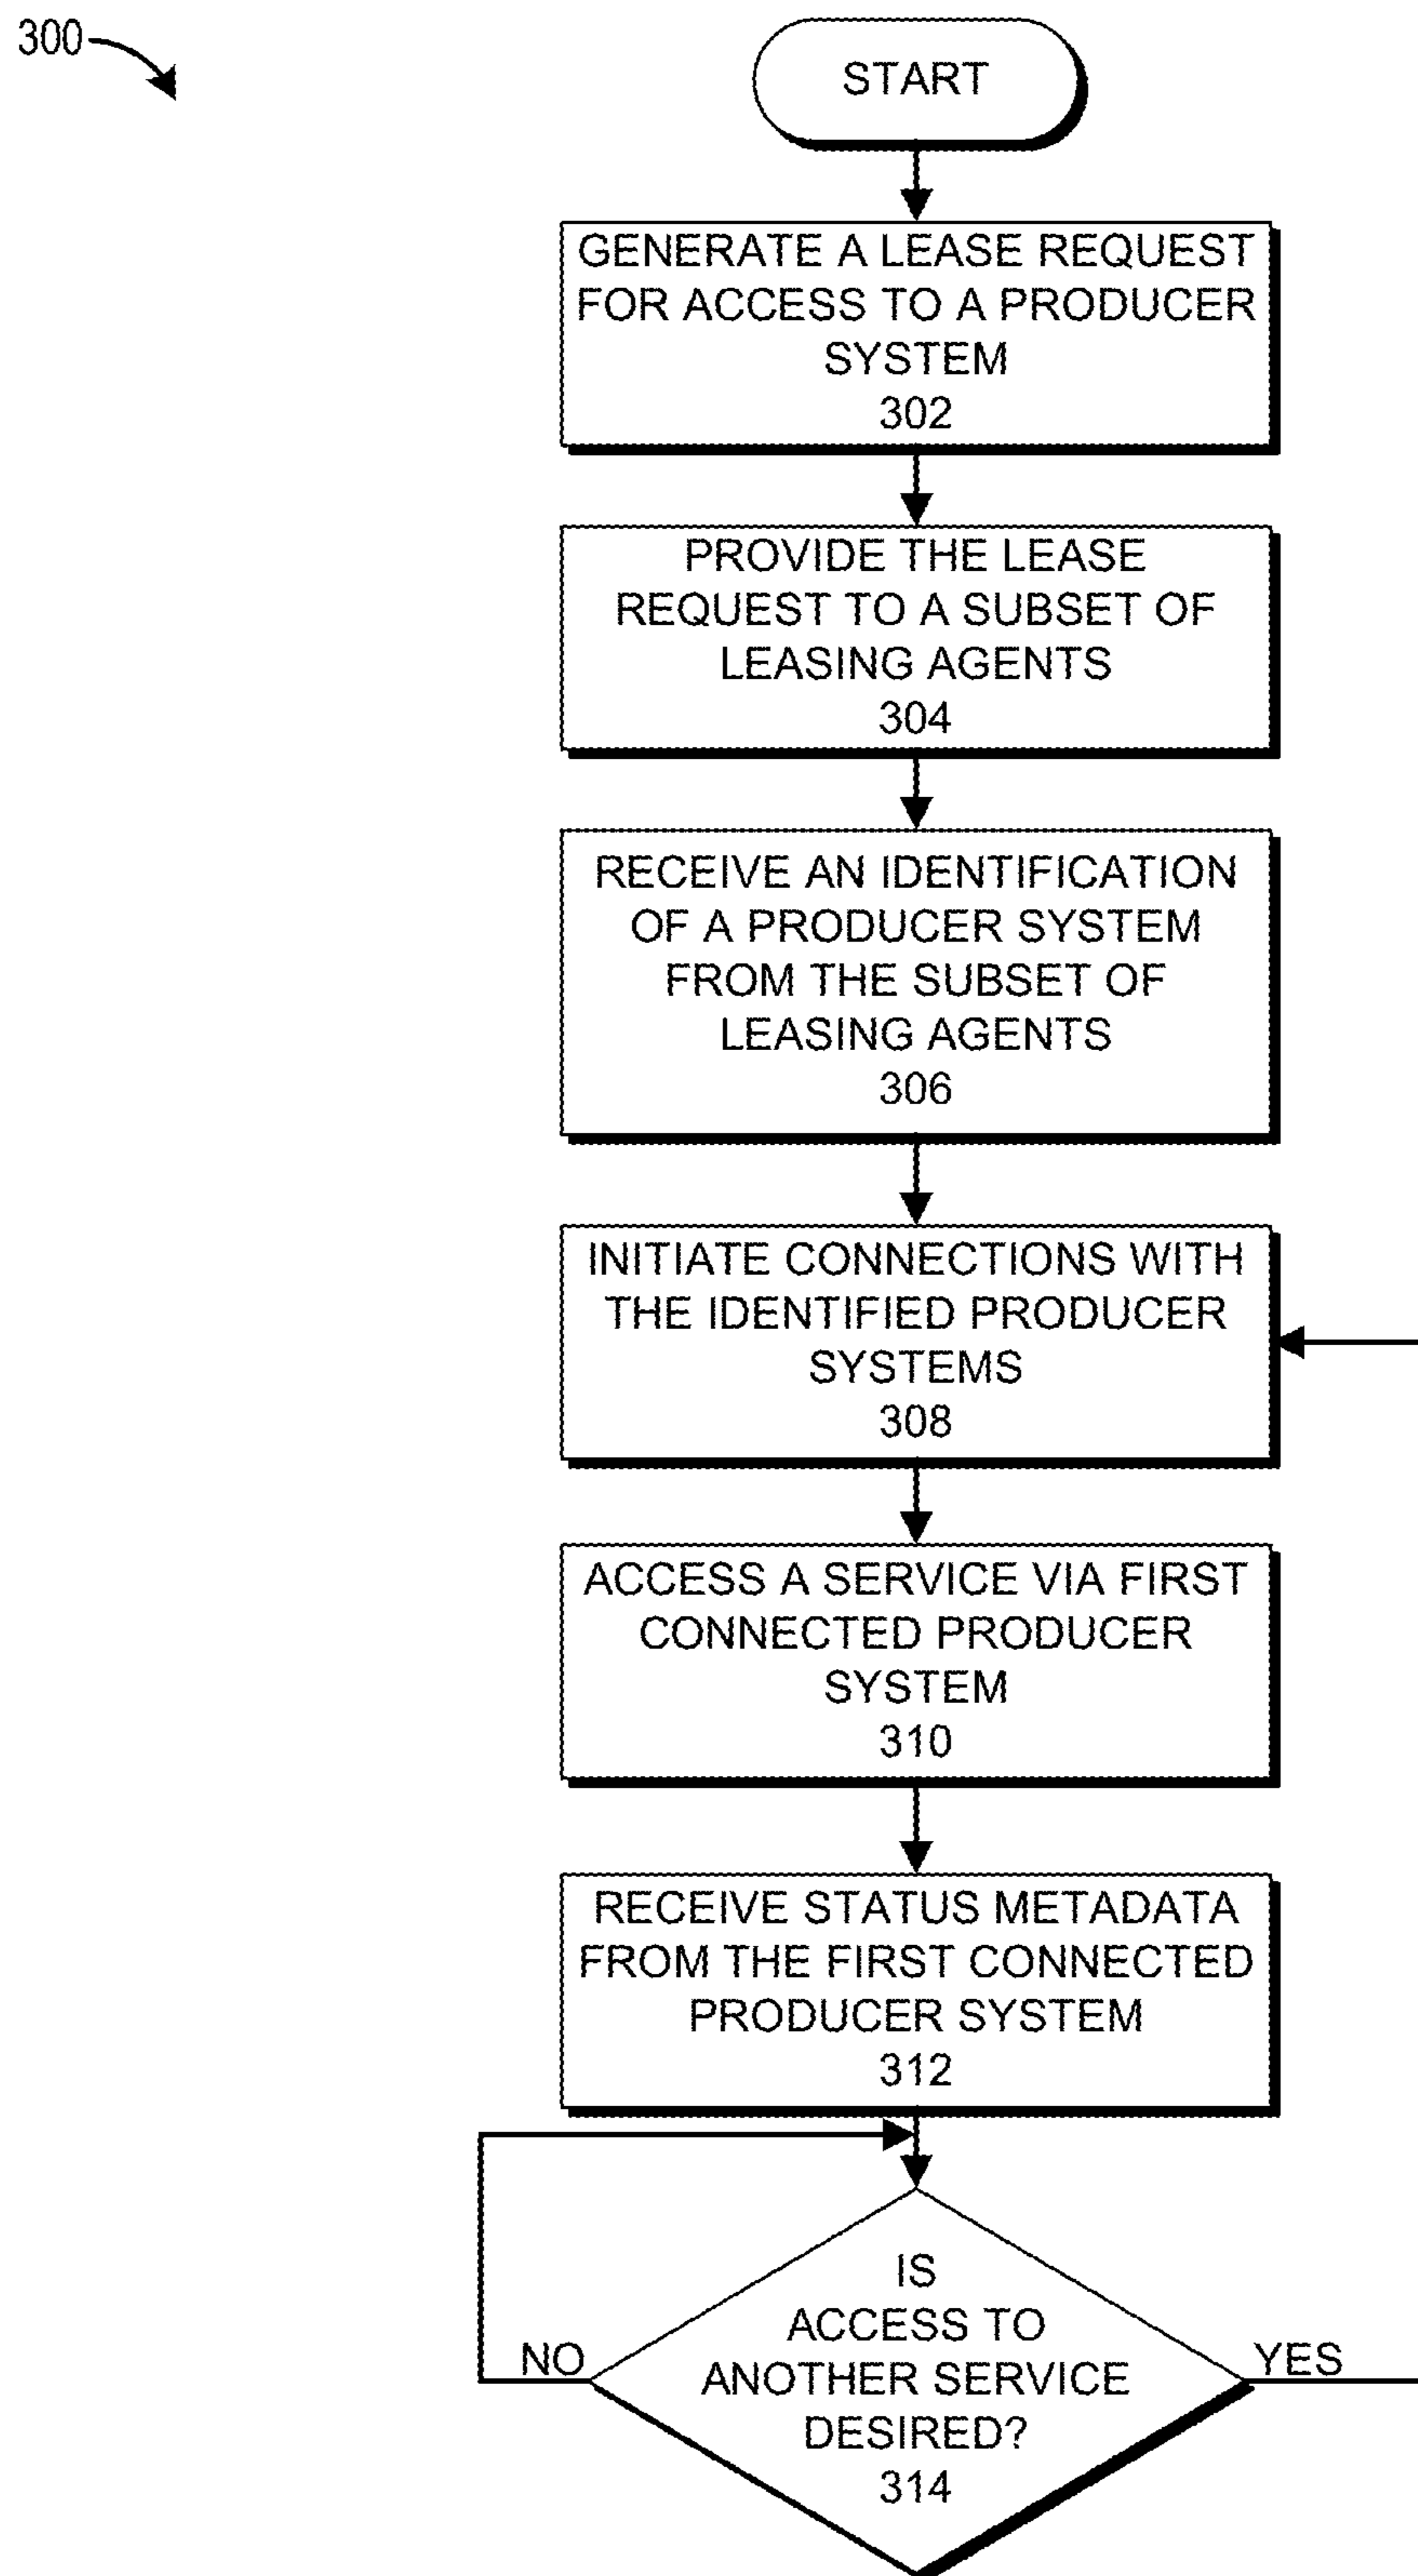 300
START
GENERATE A LEASE REQUEST
FOR ACCESS TO A PRODUCER
SYSTEM
302
PROVIDE THE LEASE
REQUEST TO A SUBSET OF
LEASING AGENTS
304
RECEIVE AN IDENTIFICATION
OF A PRODUCER SYSTEM
FROM THE SUBSET OF
LEASING AGENTS
306
INITIATE CONNECTIONS WITH
THE IDENTIFIED PRODUCER
SYSTEMS
308
ACCESS A SERVICE VIA FIRST
CONNECTED PRODUCER
SYSTEM
310
RECEIVE STATUS METADATA
FROM THE FIRST CONNECTED
PRODUCER SYSTEM
312
IS
ACCESS TO
ANOTHER SERVICE
DESIRED?
314
NO
YES